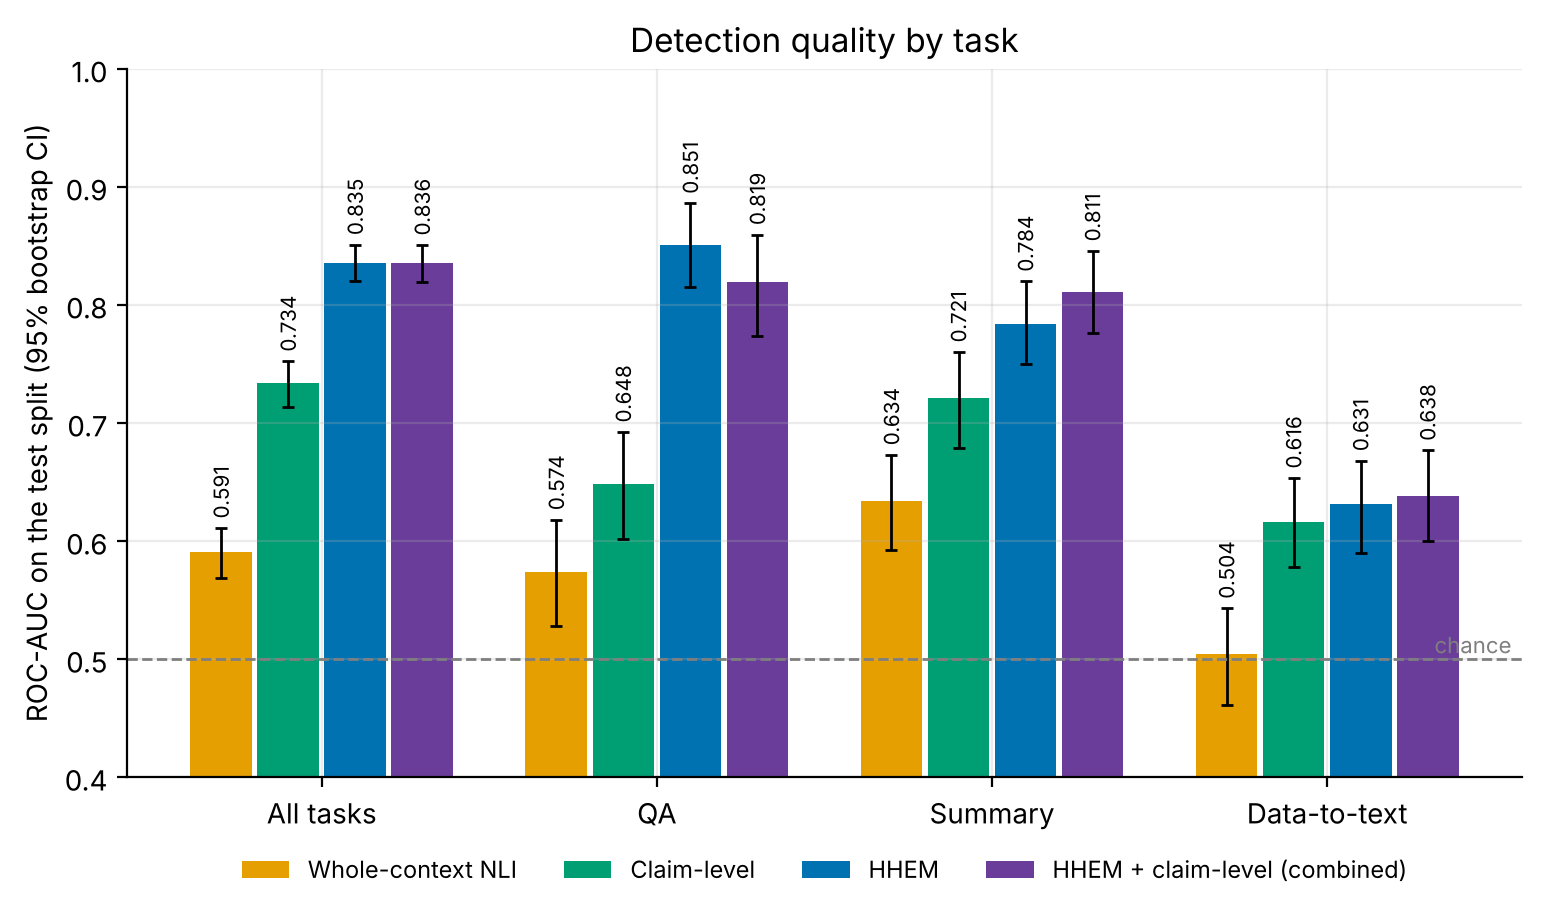 Detection quality by task
ROC-AUC on the test split (95% bootstrap CI)
1.0
0.9
0.8
0.7
0.6
0.5
0.4
0.591
0.734
0.835
0.836
0.574
0.648
0.851
0.819
0.634
0.721
0.784
0.811
0.504
0.616
0.631
0.638
chance
All tasks
QA
Summary
Data-to-text
Whole-context NLI
Claim-level
HHEM
HHEM + claim-level (combined)